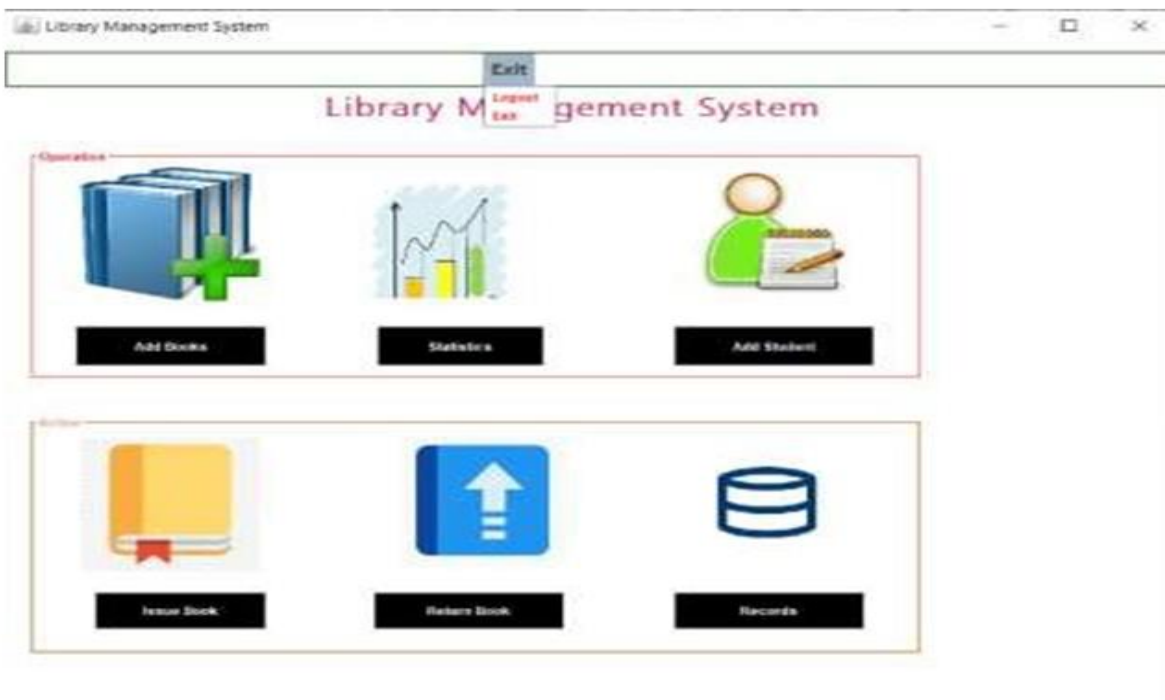 Library Management System
Exit
Logout
Exit
Library M gement System
Operation
Add Books
Statistics
Add Student
Issue Book
Return Book
Records